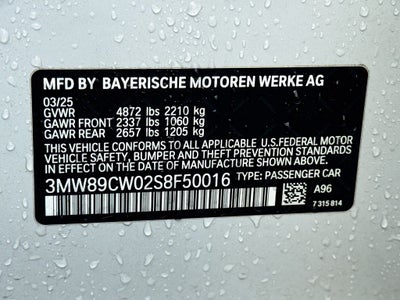 MFD BY BAYERISCHE MOTOREN WERKE AG
03/25
GVWR 4872 lbs 2210 kg
GAWR FRONT 2337 lbs 1060 kg
GAWR REAR 2657 lbs 1205 kg
THIS VEHICLE CONFORMS TO ALL APPLICABLE U.S.FEDERAL MOTOR
VEHICLE SAFETY, BUMPER, AND THEFT PREVENTION STANDARDS
IN EFFECT ON THE DATE OF MANUFACTURE SHOWN ABOVE.
3MW89CW02S8F50016 TYPE: PASSENGER CAR
A96
7 315 814